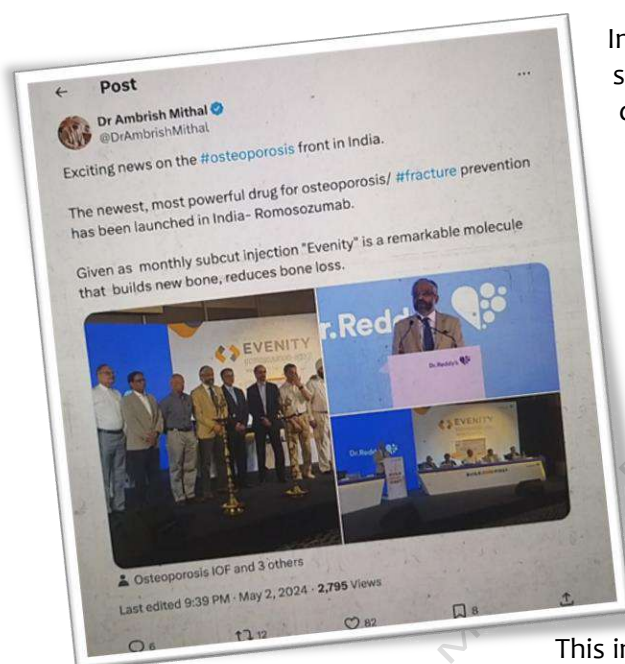 ← Post
Dr Ambrish Mithal
@DrAmbrishMithal
...
Exciting news on the #osteoporosis front in India.
The newest, most powerful drug for osteoporosis/ #fracture prevention
has been launched in India- Romosozumab.
Given as monthly subcut injection "Evenity" is a remarkable molecule
that builds new bone, reduces bone loss.
EVENITY
r.Redd
Dr.Reddy's
Dr.Reddy
EVENITY
Osteoporosis IOF and 3 others
Last edited 9:39 PM · May 2, 2024 · 2,795 Views
6 12 82 8
In
s
This in